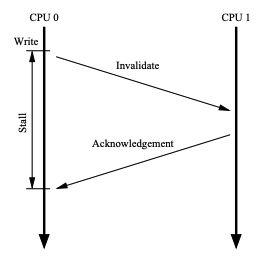 CPU 0
CPU 1
Write
Invalidate
Stall
Acknowledgement